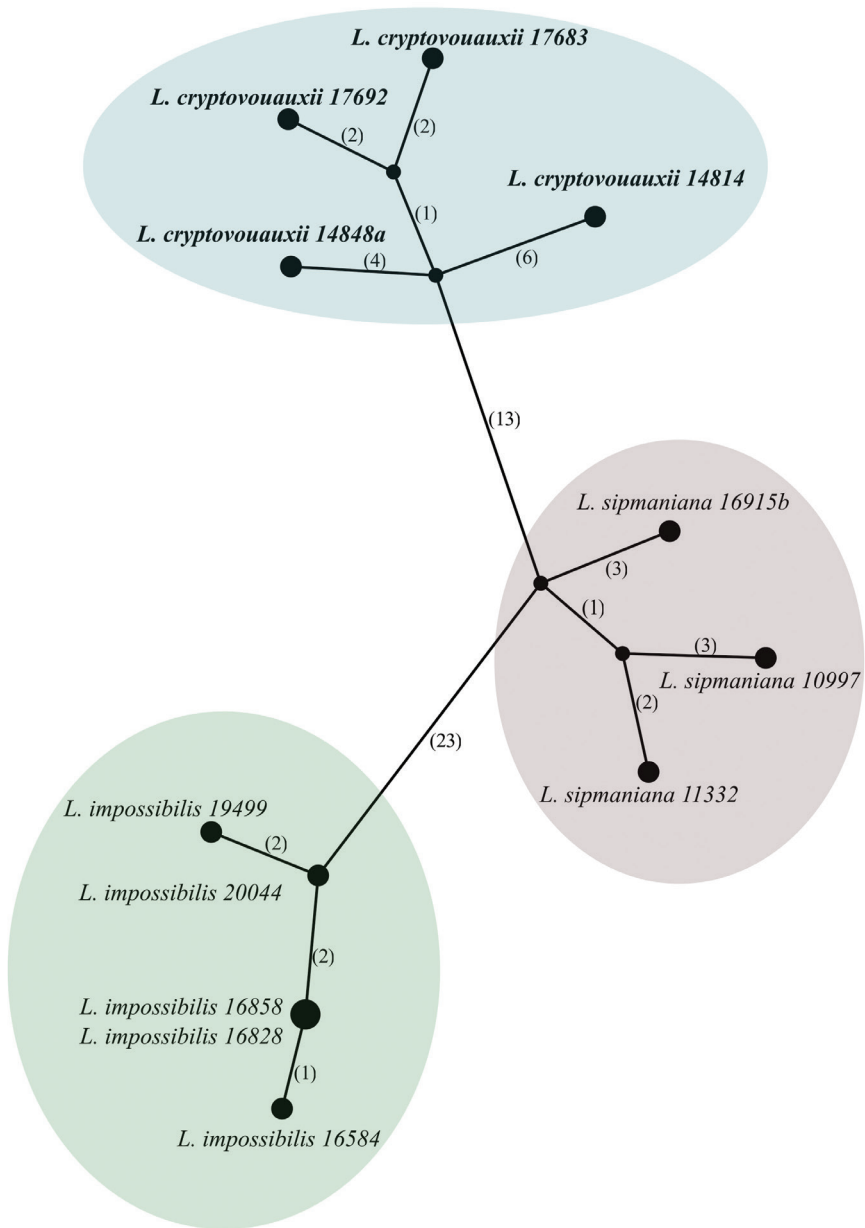 L. cryptovouauxii 17683
L. cryptovouauxii 17692
(2)
(2)
L. cryptovouauxii 14814
(1)
L. cryptovouauxii 14848a
(4)
(6)
(13)
L. sipmaniana 16915b
(3)
(1)
(3)
L. sipmaniana 10997
(2)
(23)
L. sipmaniana 11332
L. impossibilis 19499
(2)
L. impossibilis 20044
(2)
L. impossibilis 16858
L. impossibilis 16828
(1)
L. impossibilis 16584